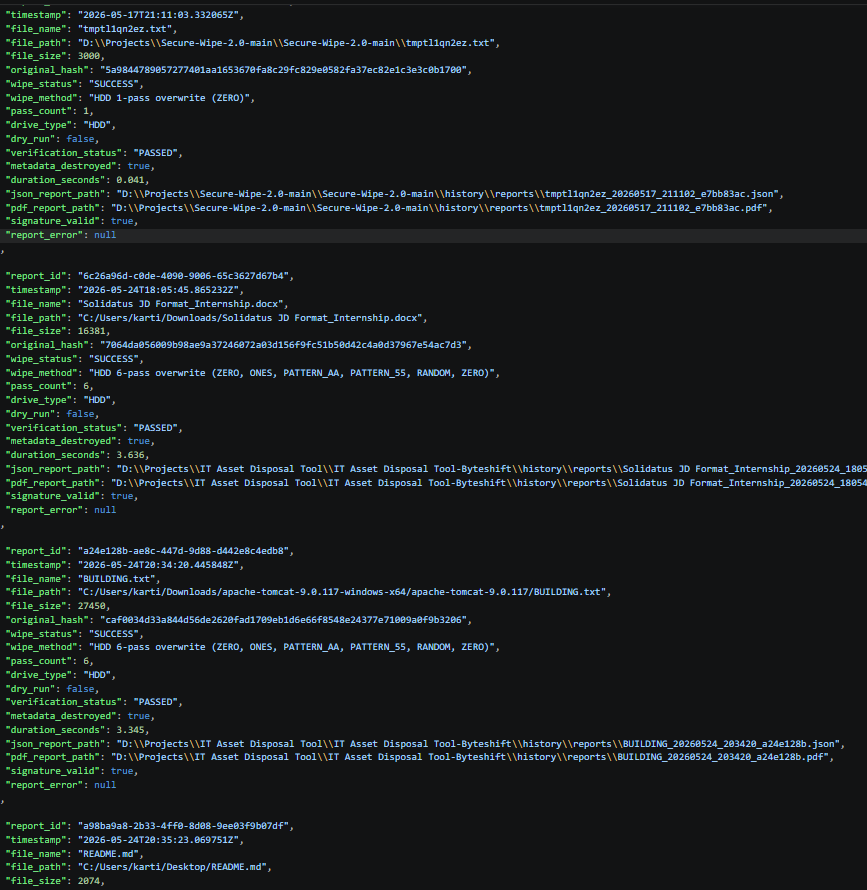 "timestamp": "2026-05-17T21:11:03.332065Z",
"file_name": "tmptl1qn2ez.txt",
"file_path": "D:\\Projects\\Secure-Wipe-2.0-main\\Secure-Wipe-2.0-main\\tmptl1qn2ez.txt",
"file_size": 3000,
"original_hash": "5a9844789057277401aa1653670fa8c29fc829e0582fa37ec82e1c3e3c0b1700",
"wipe_status": "SUCCESS",
"wipe_method": "HDD 1-pass overwrite (ZERO)",
"pass_count": 1,
"drive_type": "HDD",
"dry_run": false,
"verification_status": "PASSED",
"metadata_destroyed": true,
"duration_seconds": 0.041,
"json_report_path": "D:\\Projects\\Secure-Wipe-2.0-main\\Secure-Wipe-2.0-main\\history\\reports\\tmptl1qn2ez_20260517_211102_e7bb83ac.json",
"pdf_report_path": "D:\\Projects\\Secure-Wipe-2.0-main\\Secure-Wipe-2.0-main\\history\\reports\\tmptl1qn2ez_20260517_211102_e7bb83ac.pdf",
"signature_valid": true,
"report_error": null
,
"report_id": "6c26a96d-c0de-4090-9006-65c3627d67b4",
"timestamp": "2026-05-24T18:05:45.865232Z",
"file_name": "Solidatus JD Format_Internship.docx",
"file_path": "C:/Users/karti/Downloads/Solidatus JD Format_Internship.docx",
"file_size": 16381,
"original_hash": "7064da056009b98ae9a37246072a03d156f9fc51b50d42c4a0d37967e54ac7d3",
"wipe_status": "SUCCESS",
"wipe_method": "HDD 6-pass overwrite (ZERO, ONES, PATTERN_AA, PATTERN_55, RANDOM, ZERO)",
"pass_count": 6,
"drive_type": "HDD",
"dry_run": false,
"verification_status": "PASSED",
"metadata_destroyed": true,
"duration_seconds": 3.636,
"json_report_path": "D:\\Projects\\IT Asset Disposal Tool\\IT Asset Disposal Tool-Byteshift\\history\\reports\\Solidatus JD Format_Internship_20260524_1805
"pdf_report_path": "D:\\Projects\\IT Asset Disposal Tool\\IT Asset Disposal Tool-Byteshift\\history\\reports\\Solidatus JD Format_Internship_20260524_18054
"signature_valid": true,
"report_error": null
,
"report_id": "a24e128b-ae8c-447d-9d88-d442e8c4edb8",
"timestamp": "2026-05-24T20:34:20.445848Z",
"file_name": "BUILDING.txt",
"file_path": "C:/Users/karti/Downloads/apache-tomcat-9.0.117-windows-x64/apache-tomcat-9.0.117/BUILDING.txt",
"file_size": 27450,
"original_hash": "caf0034d33a844d56de2620fad1709eb1d6e66f8548e24377e71009a0f9b3206",
"wipe_status": "SUCCESS",
"wipe_method": "HDD 6-pass overwrite (ZERO, ONES, PATTERN_AA, PATTERN_55, RANDOM, ZERO)",
"pass_count": 6,
"drive_type": "HDD",
"dry_run": false,
"verification_status": "PASSED",
"metadata_destroyed": true,
"duration_seconds": 3.345,
"json_report_path": "D:\\Projects\\IT Asset Disposal Tool\\IT Asset Disposal Tool-Byteshift\\history\\reports\\BUILDING_20260524_203420_a24e128b.json",
"pdf_report_path": "D:\\Projects\\IT Asset Disposal Tool\\IT Asset Disposal Tool-Byteshift\\history\\reports\\BUILDING_20260524_203420_a24e128b.pdf",
"signature_valid": true,
"report_error": null
,
"report_id": "a98ba9a8-2b33-4ff0-8d08-9ee03f9b07df",
"timestamp": "2026-05-24T20:35:23.069751Z",
"file_name": "README.md",
"file_path": "C:/Users/karti/Desktop/README.md",
"file_size": 2074,